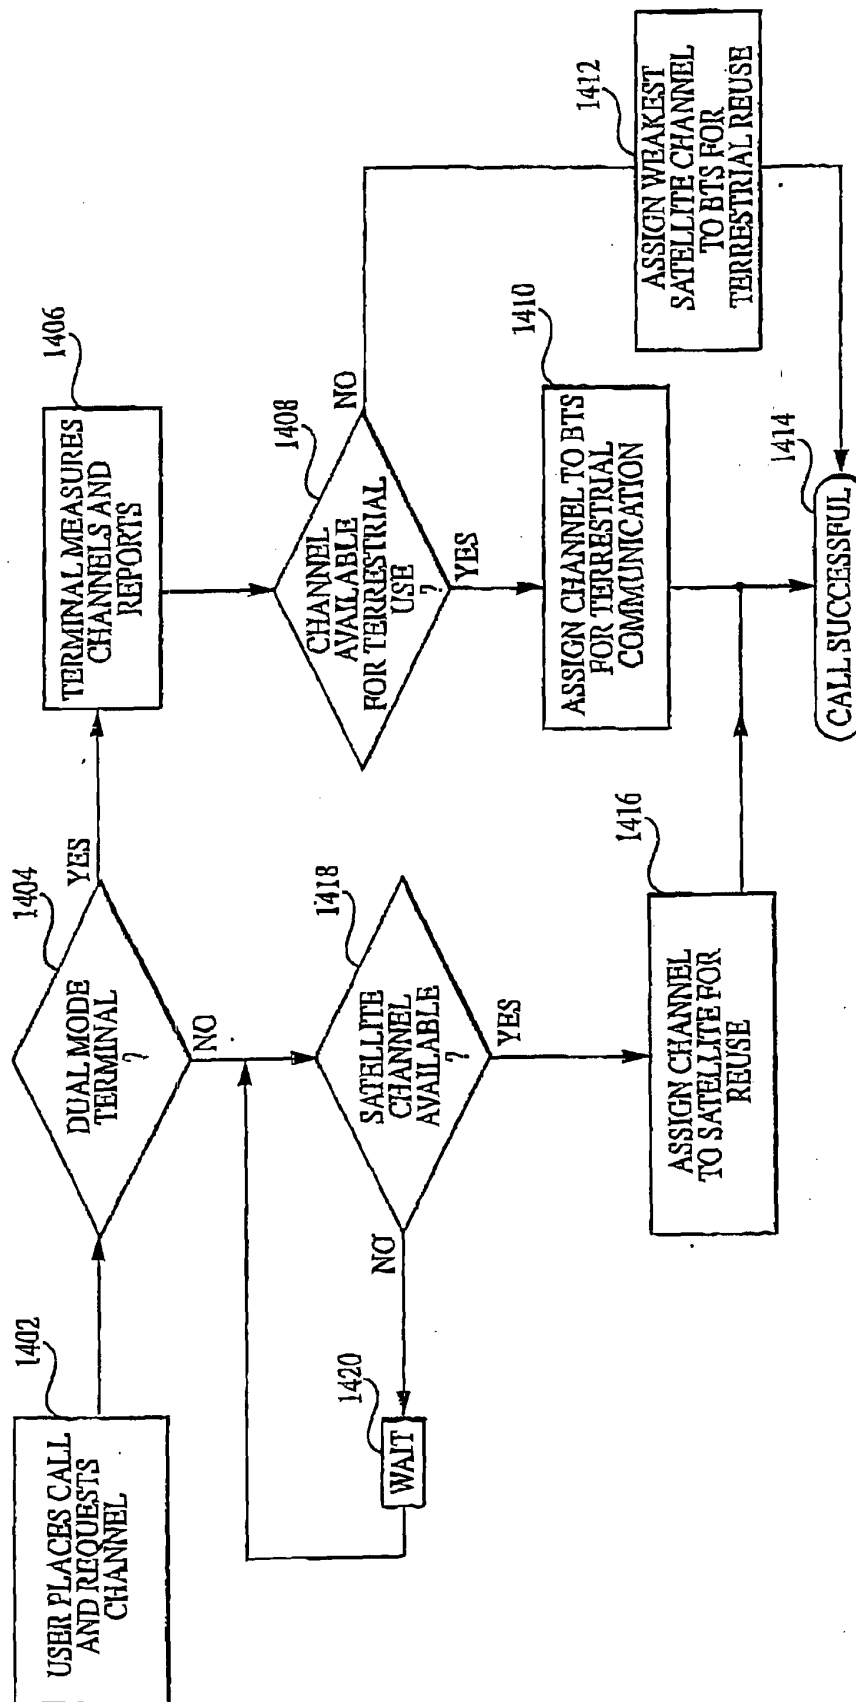 USER PLACES CALL
AND REQUESTS
CHANNEL
1402
DUAL MODE
TERMINAL
?
1404
YES
NO
TERMINAL MEASURES
CHANNELS AND
REPORTS
1406
CHANNEL
AVAILABLE
FOR TERRESTRIAL
USE
?
1408
NO
YES
ASSIGN CHANNEL TO BTS
FOR TERRESTRIAL
COMMUNICATION
1410
ASSIGN WEAKEST
SATELLITE CHANNEL
TO BTS FOR
TERRESTRIAL REUSE
1412
CALL SUCCESSFUL
1414
SATELLITE
CHANNEL
AVAILABLE
?
1418
NO
YES
WAIT
1420
ASSIGN CHANNEL
TO SATELLITE FOR
REUSE
1416